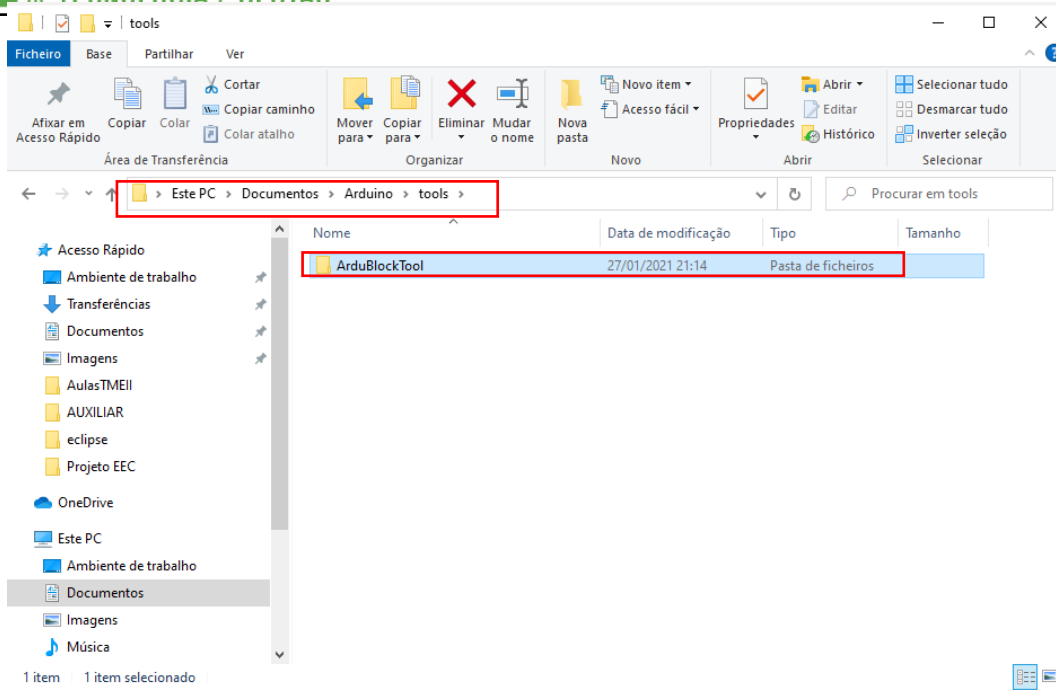 tools
Ficheiro Base Partilhar Ver
Afixar em Acesso Rápido
Copiar
Colar
Cortar
Copiar caminho
Colar atalho
Área de Transferência
Mover para
Copiar para
Eliminar
Mudar o nome
Organizar
Nova pasta
Novo item
Acesso fácil
Novo
Propriedades
Abrir
Editar
Histórico
Abrir
Selecionar tudo
Desmarcar tudo
Inverter seleção
Selecionar
Este PC > Documentos > Arduino > tools >
Procurar em tools
Nome Data de modificação Tipo Tamanho
ArduBlockTool 27/01/2021 21:14 Pasta de ficheiros
Acesso Rápido
Ambiente de trabalho
Transferências
Documentos
Imagens
AulasTMEII
AUXILIAR
eclipse
Projeto EEC
OneDrive
Este PC
Ambiente de trabalho
Documentos
Imagens
Música
1 item 1 item selecionado